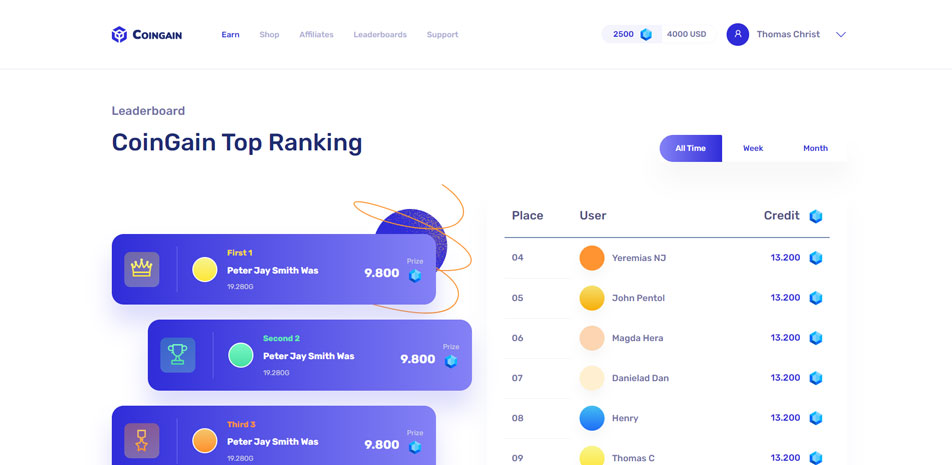 COINGAIN Earn Shop Affiliates Leaderboards Support 2500 4000 USD Thomas Christ
Leaderboard
CoinGain Top Ranking
All Time Week Month
First 1
Peter Jay Smith Was
19.280G
Prize
9.800
Second 2
Peter Jay Smith Was
19.280G
Prize
9.800
Third 3
Peter Jay Smith Was
19.280G
Prize
9.800
Place User Credit
04 Yeremias NJ 13.200
05 John Pentol 13.200
06 Magda Hera 13.200
07 Danielad Dan 13.200
08 Henry 13.200
09 Thomas C 13.200